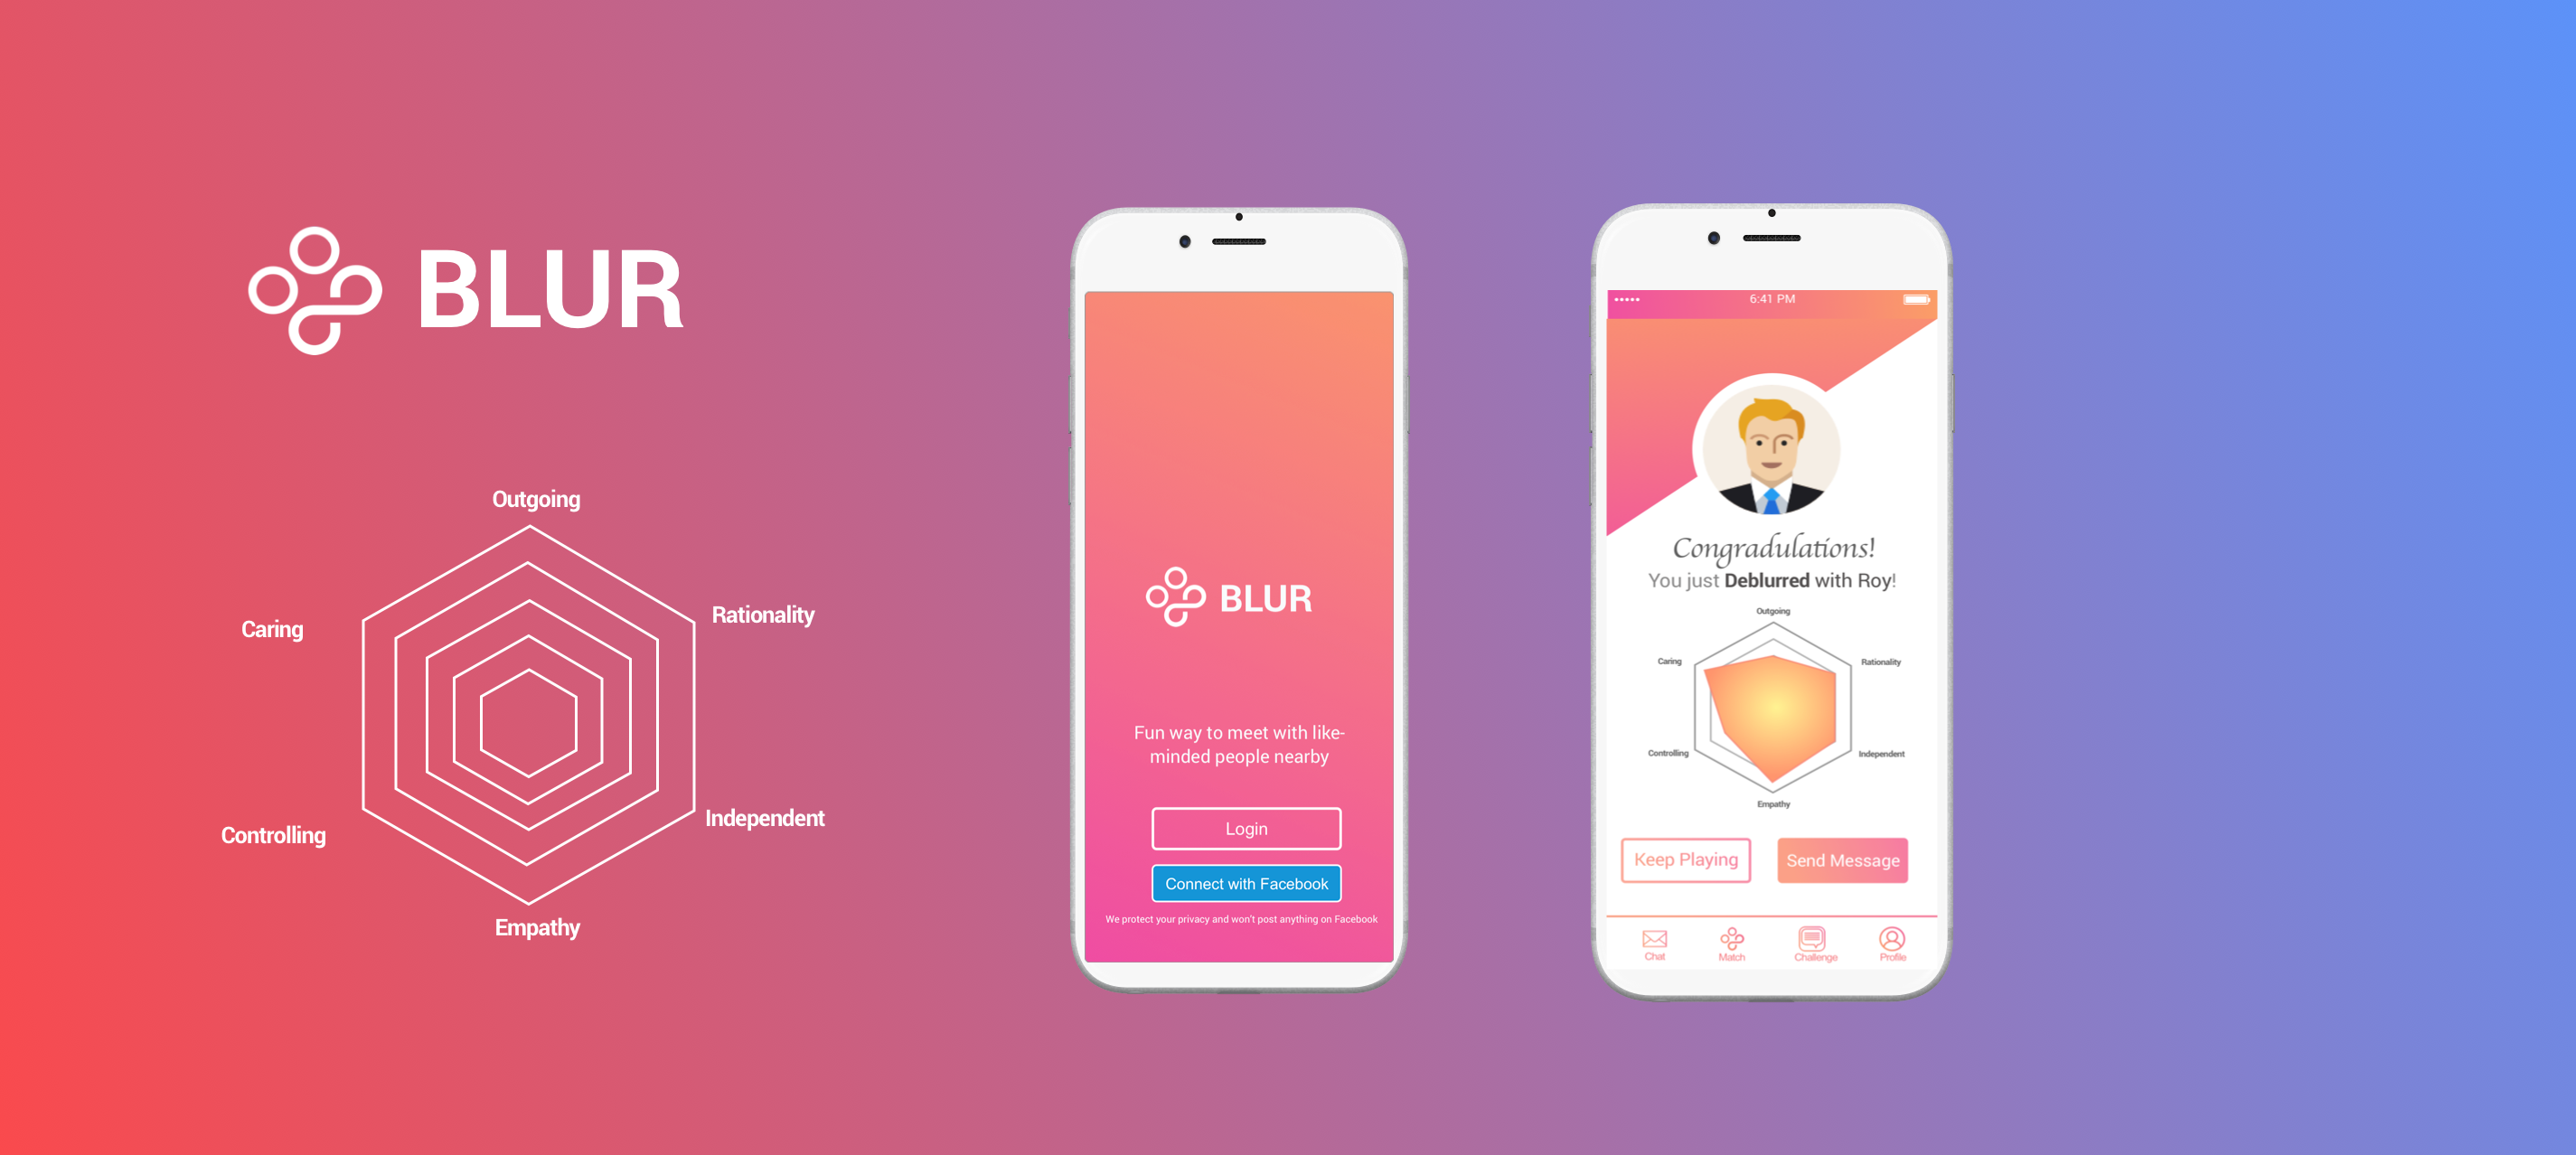 BLUR
Outgoing
Caring
Rationality
Controlling
Independent
Empathy
BLUR
Fun way to meet with like-
minded people nearby
Login
Connect with Facebook
We protect your privacy and won't post anything on Facebook
6:41 PM
Congradulations!
You just Deblurred with Roy!
Outgoing
Caring
Rationality
Controlling
Independent
Empathy
Keep Playing
Send Message
Chat
Match
Challenge
Profile